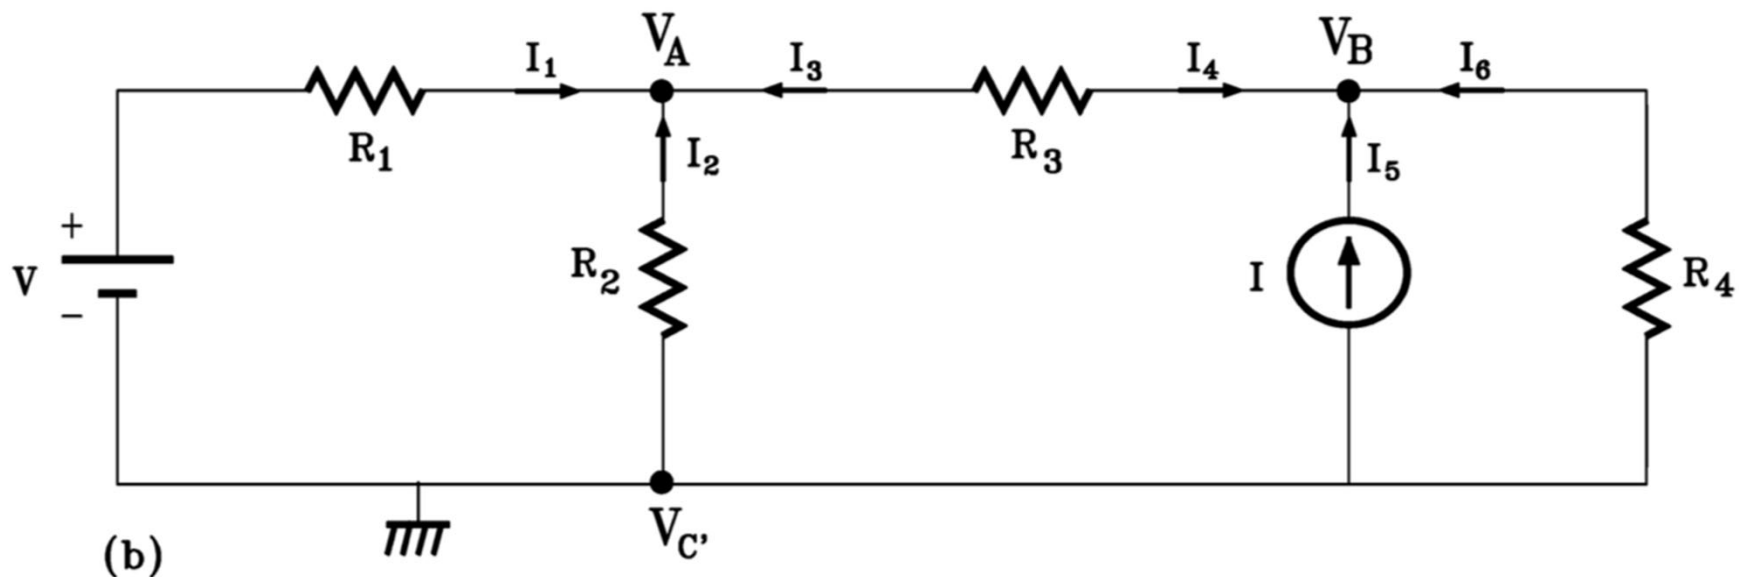 V_A
V_B
I_1
I_3
I_4
I_6
R_1
I_2
R_3
I_5
+
V
−
R_2
I
R_4
V_C'
(b)